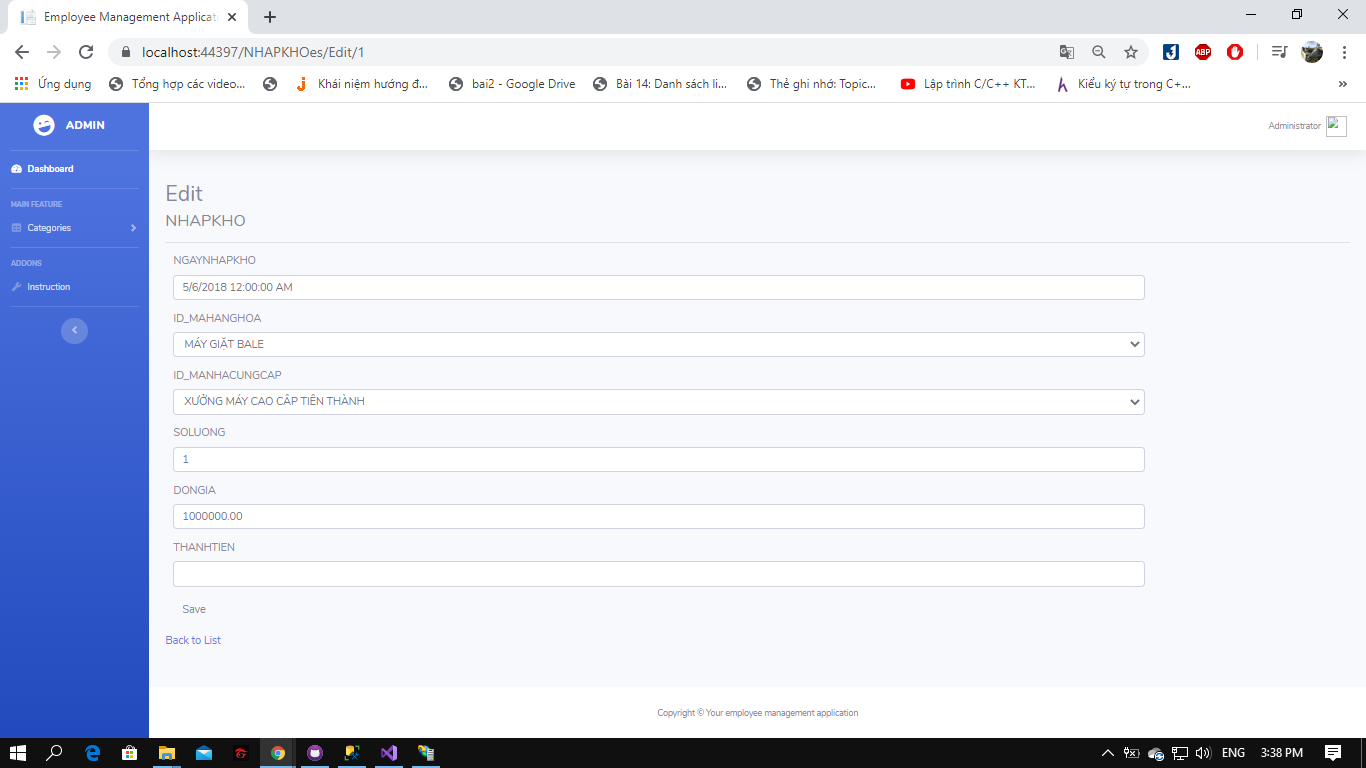 Employee Management Applicati
localhost:44397/NHAPKHOes/Edit/1
ABP
Ứng dụng
Tổng hợp các video...
Khái niệm hướng đ...
bai2 - Google Drive
Bài 14: Danh sách li...
Thẻ ghi nhớ: Topic...
Lập trình C/C++ KT...
Kiểu ký tự trong C+...
»
ADMIN
Administrator
Dashboard
MAIN FEATURE
Categories
ADDONS
Instruction
Edit
NHAPKHO
NGAYNHAPKHO
5/6/2018 12:00:00 AM
ID_MAHANGHOA
MÁY GIẶT BALE
ID_MANHACUNGCAP
XƯỞNG MÁY CAO CẤP TIẾN THÀNH
SOLUONG
1
DONGIA
1000000.00
THANHTIEN
Save
Back to List
Copyright © Your employee management application
ENG
3:38 PM